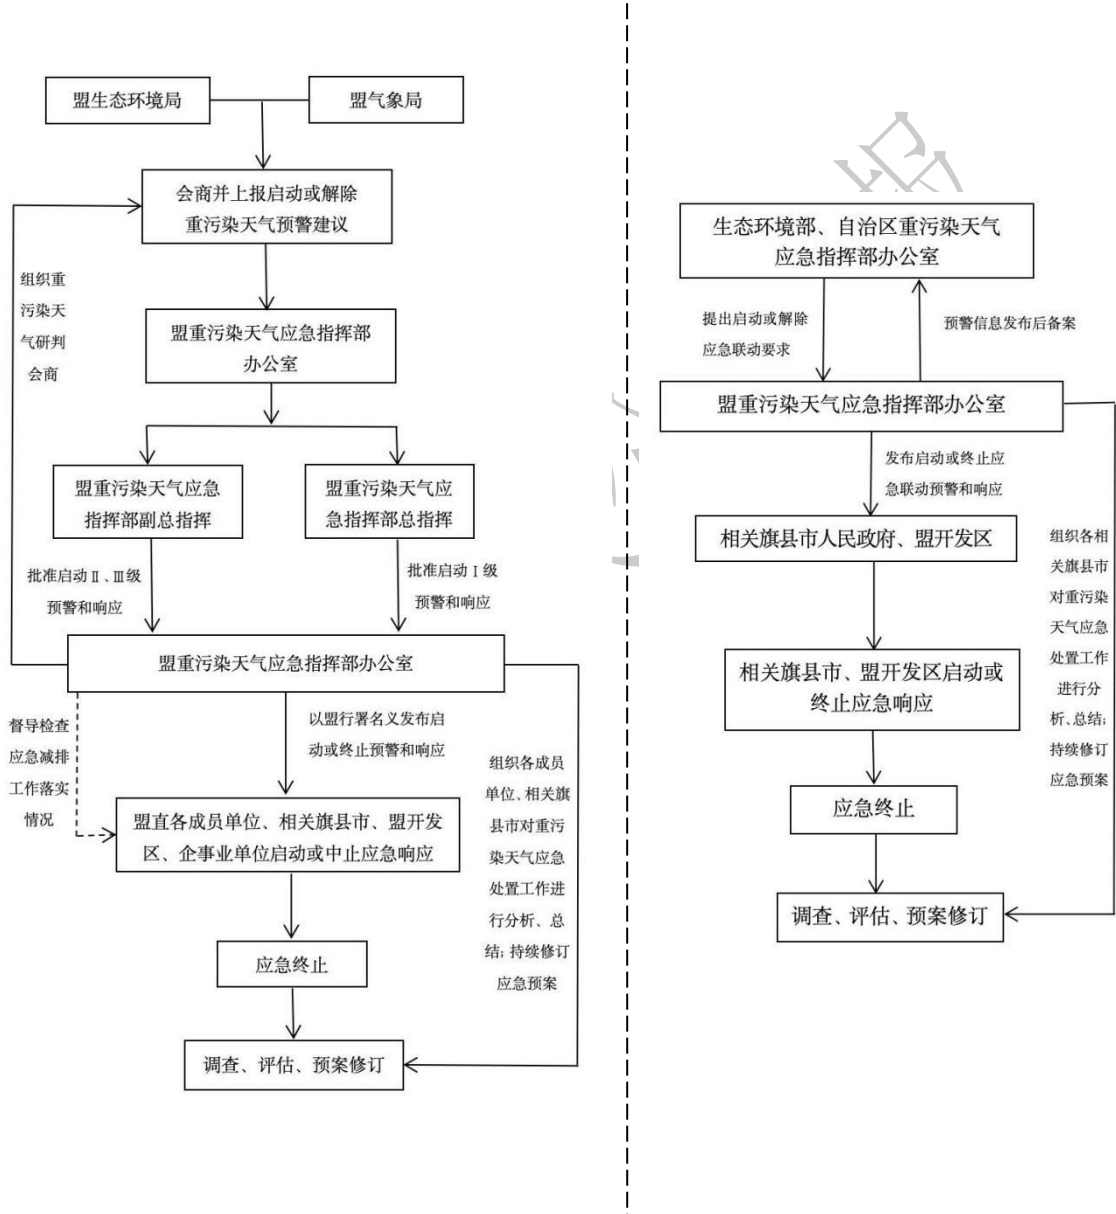 盟生态环境局
盟气象局
会商并上报启动或解除
重污染天气预警建议
组织重
污染天
气研判
会商
盟重污染天气应急指挥部
办公室
盟重污染天气应急
指挥部副总指挥
盟重污染天气应
急指挥部总指挥
批准启动Ⅱ、Ⅲ级
预警和响应
批准启动Ⅰ级
预警和响应
盟重污染天气应急指挥部办公室
督导检查
应急减排
工作落实
情况
以盟行署名义发布启
动或终止预警和响应
组织各成员
单位、相关旗
县市对重污
染天气应急
处置工作进
行分析、总
结;持续修订
应急预案
盟直各成员单位、相关旗县市、盟开发
区、企事业单位启动或中止应急响应
应急终止
调查、评估、预案修订
生态环境部、自治区重污染天气
应急指挥部办公室
提出启动或解除
应急联动要求
预警信息发布后备案
盟重污染天气应急指挥部办公室
发布启动或终止应
急联动预警和响应
相关旗县市人民政府、盟开发区
组织各相
关旗县市
对重污染
天气应急
处置工作
进行分
析、总结;
持续修订
应急预案
相关旗县市、盟开发区启动或
终止应急响应
应急终止
调查、评估、预案修订